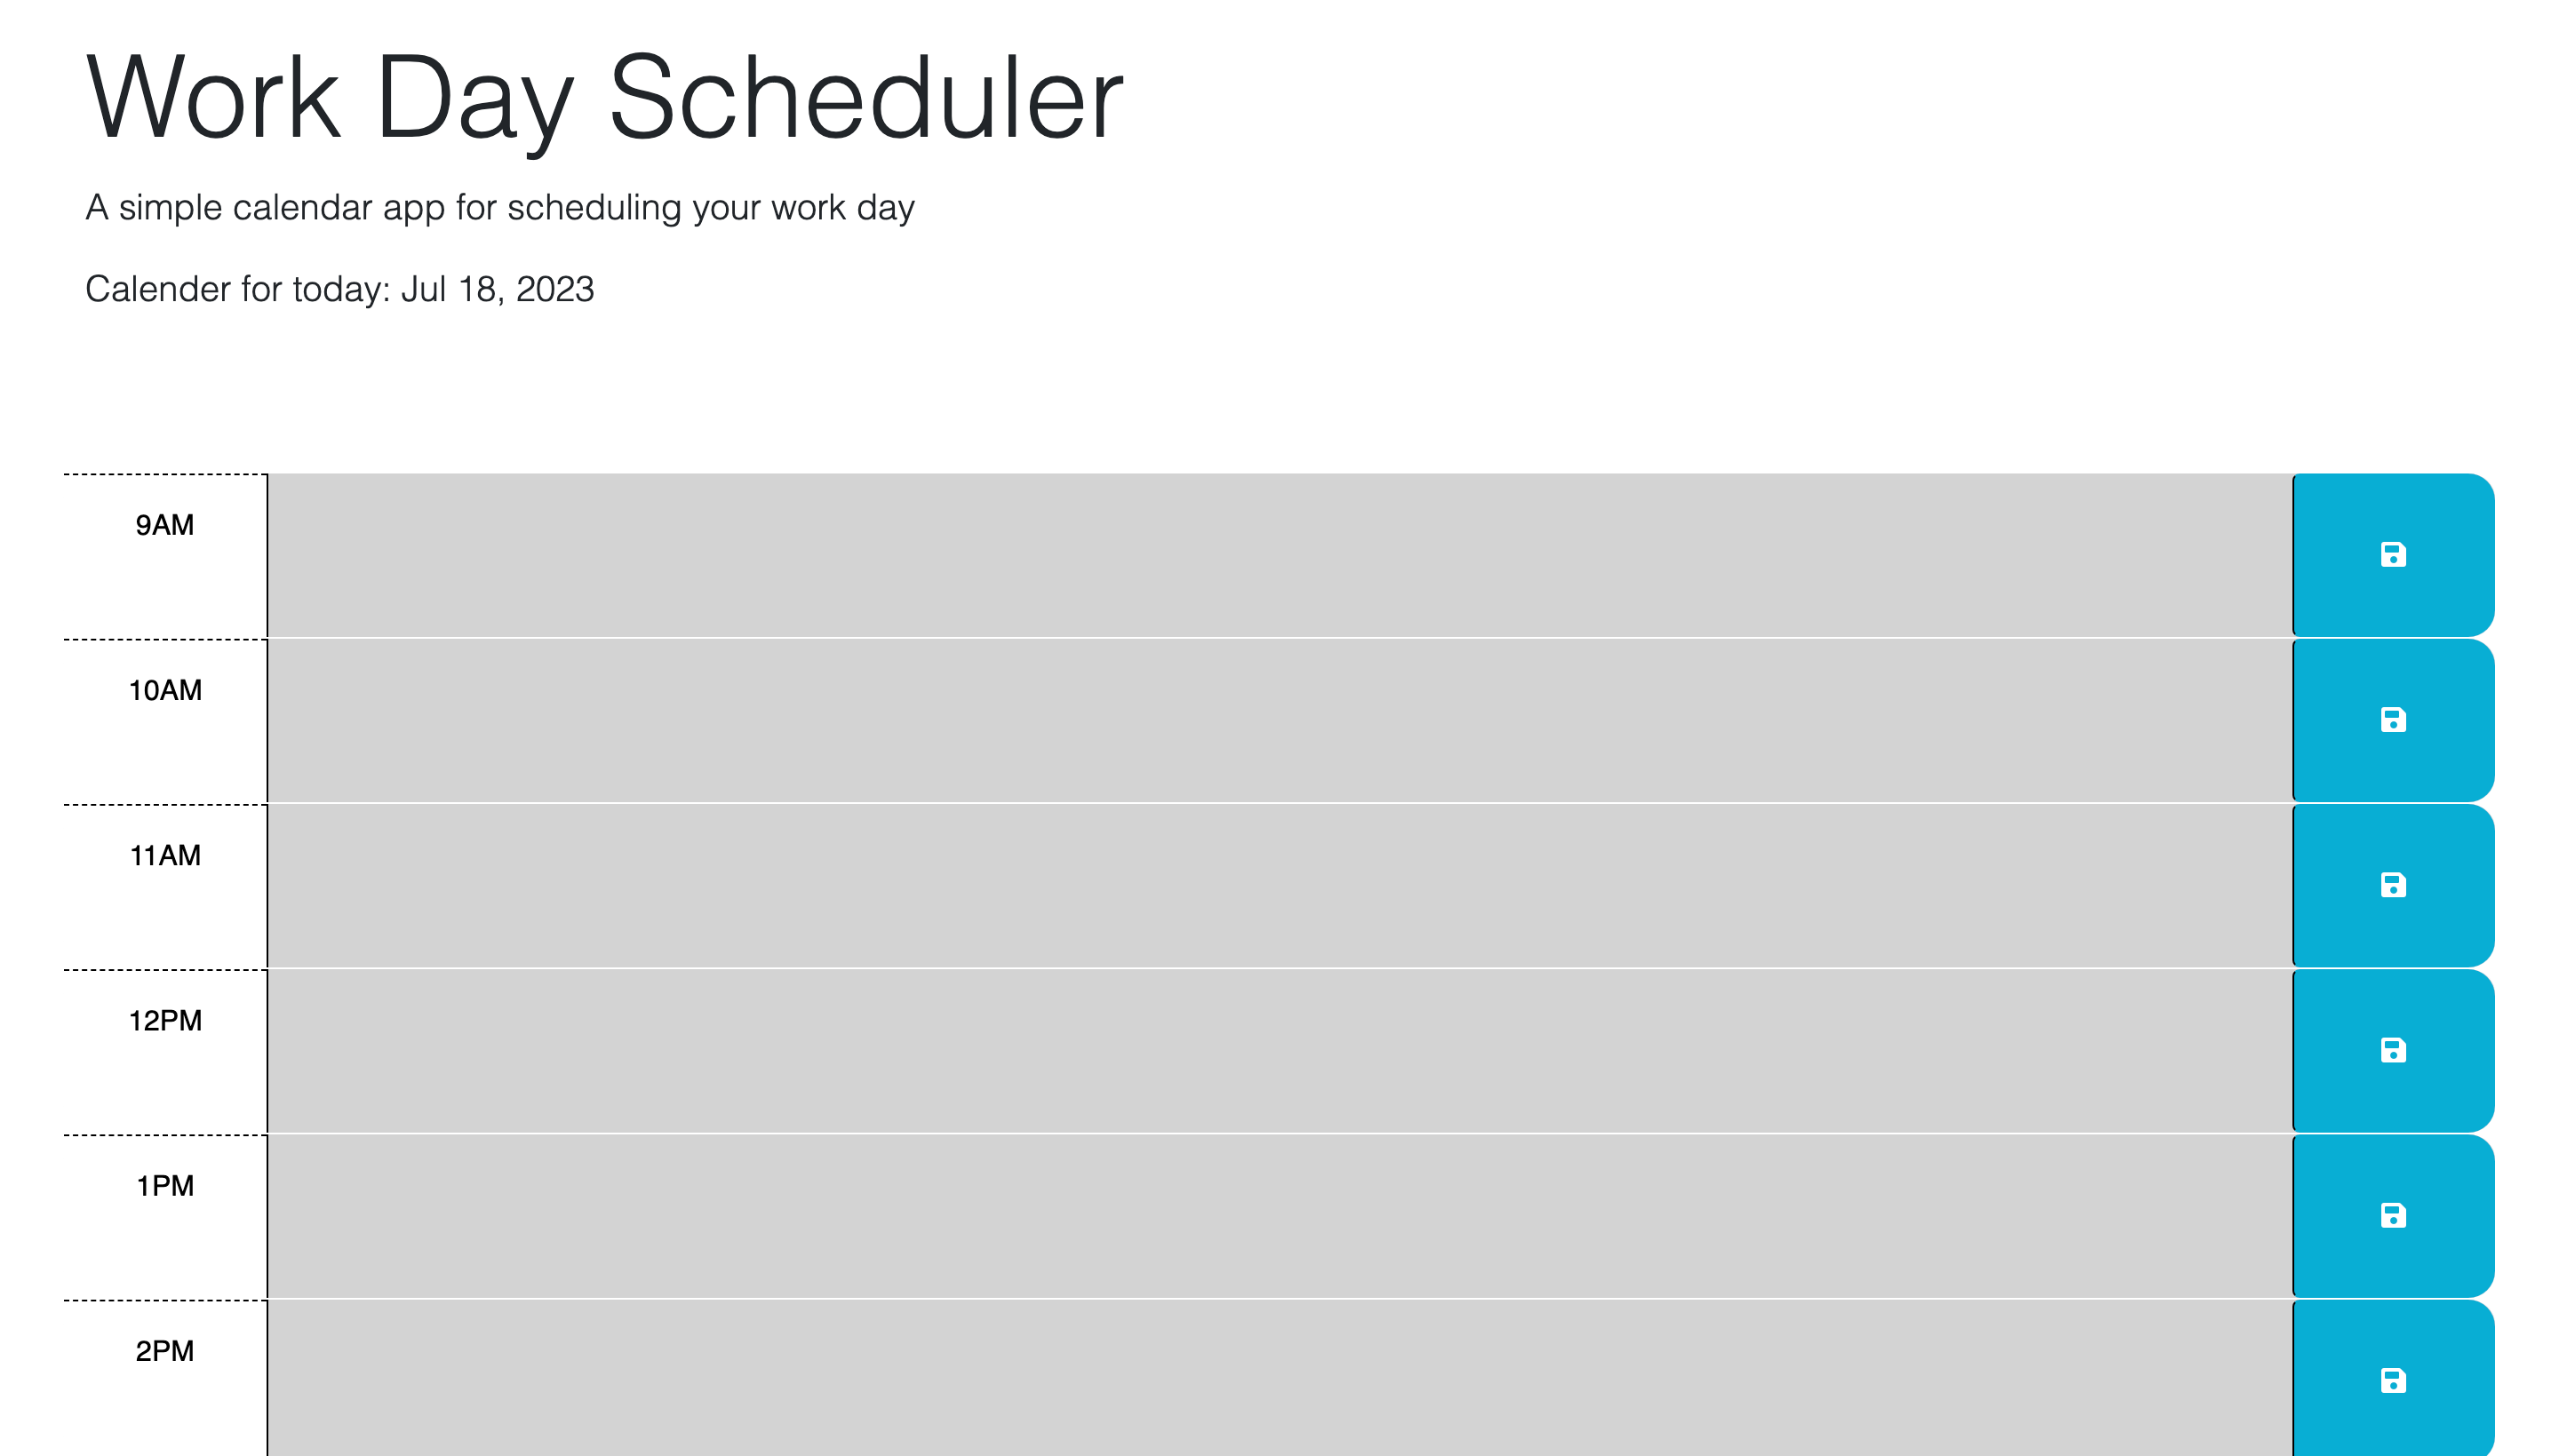 Work Day Scheduler
A simple calendar app for scheduling your work day
Calender for today: Jul 18, 2023
9AM
10AM
11AM
12PM
1PM
2PM